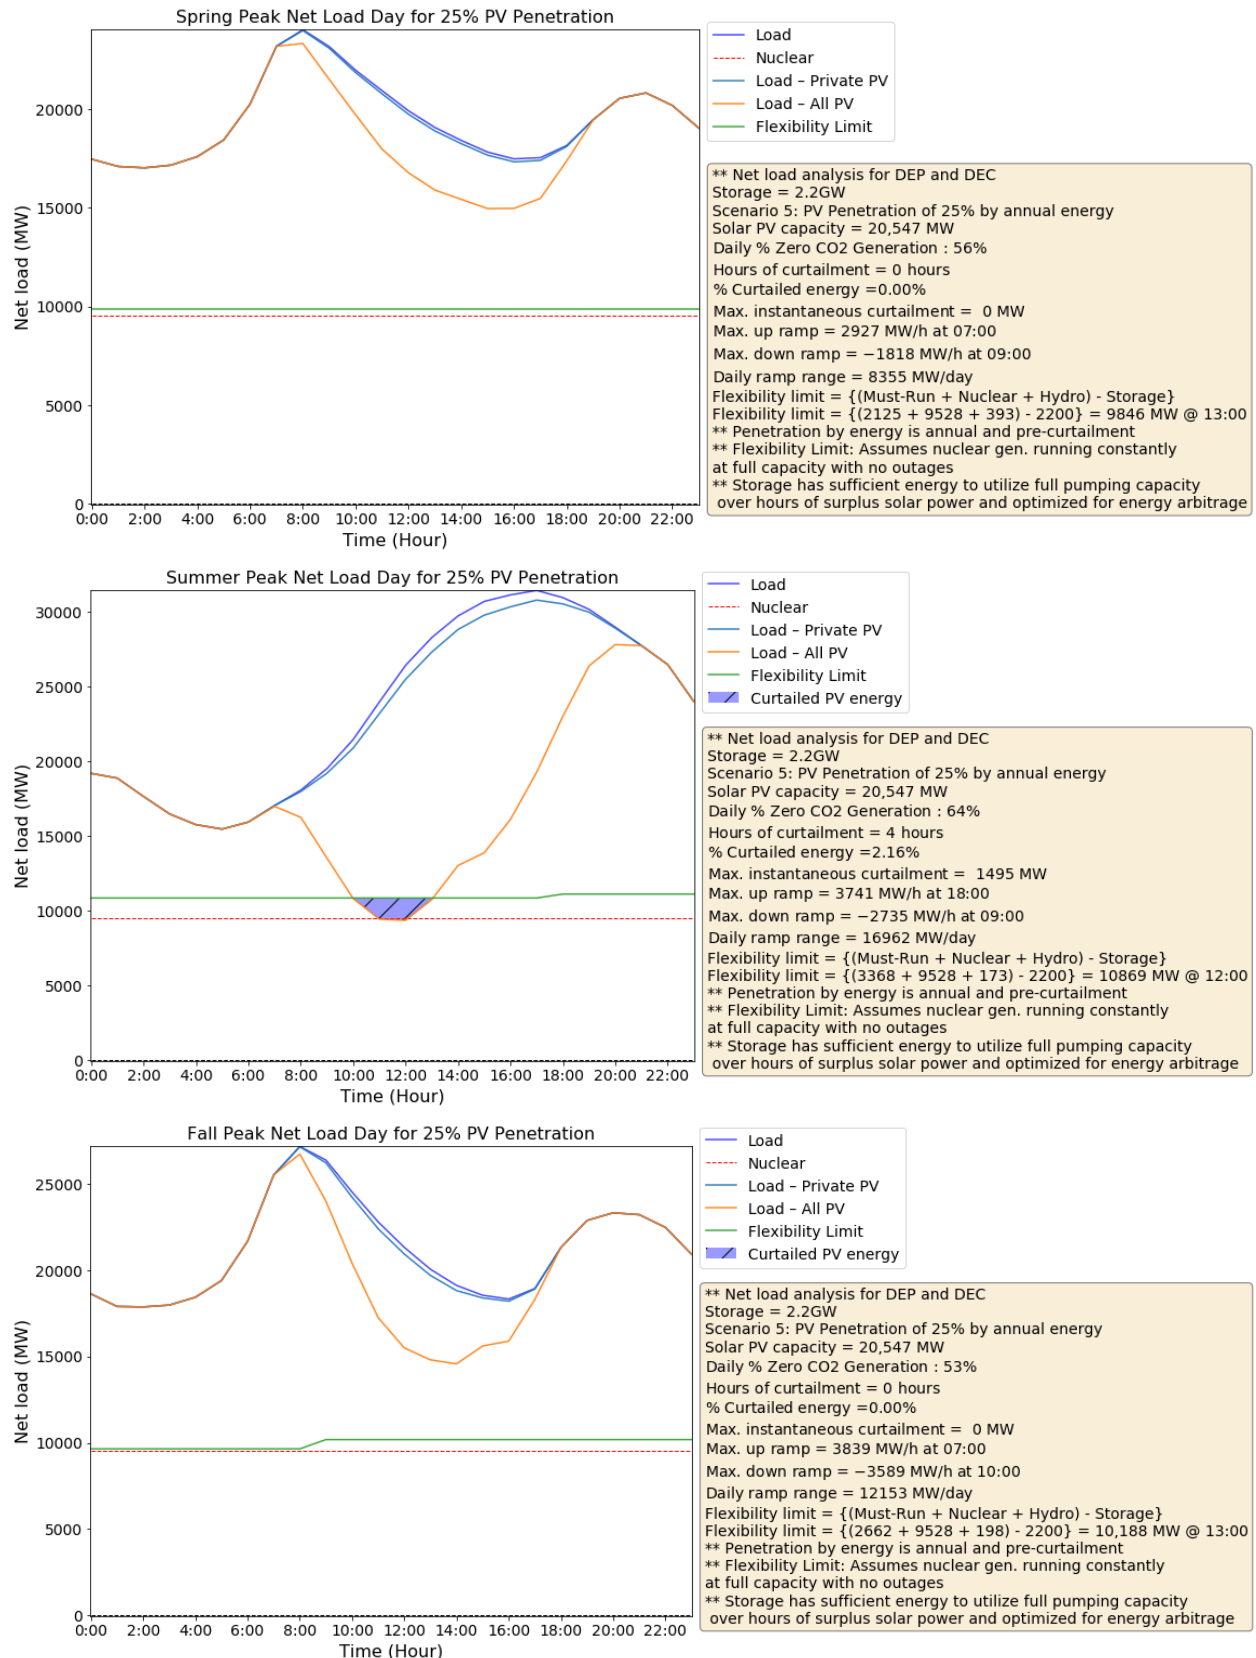 Spring Peak Net Load Day for 25% PV Penetration
Net load (MW)
20000
15000
10000
5000
0
0:00 2:00 4:00 6:00 8:00 10:00 12:00 14:00 16:00 18:00 20:00 22:00
Time (Hour)
Load
Nuclear
Load – Private PV
Load – All PV
Flexibility Limit
** Net load analysis for DEP and DEC
Storage = 2.2GW
Scenario 5: PV Penetration of 25% by annual energy
Solar PV capacity = 20,547 MW
Daily % Zero CO2 Generation : 56%
Hours of curtailment = 0 hours
% Curtailed energy =0.00%
Max. instantaneous curtailment =  0 MW
Max. up ramp = 2927 MW/h at 07:00
Max. down ramp = −1818 MW/h at 09:00
Daily ramp range = 8355 MW/day
Flexibility limit = {(Must-Run + Nuclear + Hydro) - Storage}
Flexibility limit = {(2125 + 9528 + 393) - 2200} = 9846 MW @ 13:00
** Penetration by energy is annual and pre-curtailment
** Flexibility Limit: Assumes nuclear gen. running constantly
at full capacity with no outages
** Storage has sufficient energy to utilize full pumping capacity
over hours of surplus solar power and optimized for energy arbitrage
Summer Peak Net Load Day for 25% PV Penetration
Net load (MW)
30000
25000
20000
15000
10000
5000
0
0:00 2:00 4:00 6:00 8:00 10:00 12:00 14:00 16:00 18:00 20:00 22:00
Time (Hour)
Load
Nuclear
Load – Private PV
Load – All PV
Flexibility Limit
Curtailed PV energy
** Net load analysis for DEP and DEC
Storage = 2.2GW
Scenario 5: PV Penetration of 25% by annual energy
Solar PV capacity = 20,547 MW
Daily % Zero CO2 Generation : 64%
Hours of curtailment = 4 hours
% Curtailed energy =2.16%
Max. instantaneous curtailment =  1495 MW
Max. up ramp = 3741 MW/h at 18:00
Max. down ramp = −2735 MW/h at 09:00
Daily ramp range = 16962 MW/day
Flexibility limit = {(Must-Run + Nuclear + Hydro) - Storage}
Flexibility limit = {(3368 + 9528 + 173) - 2200} = 10869 MW @ 12:00
** Penetration by energy is annual and pre-curtailment
** Flexibility Limit: Assumes nuclear gen. running constantly
at full capacity with no outages
** Storage has sufficient energy to utilize full pumping capacity
over hours of surplus solar power and optimized for energy arbitrage
Fall Peak Net Load Day for 25% PV Penetration
Net load (MW)
25000
20000
15000
10000
5000
0
0:00 2:00 4:00 6:00 8:00 10:00 12:00 14:00 16:00 18:00 20:00 22:00
Time (Hour)
Load
Nuclear
Load – Private PV
Load – All PV
Flexibility Limit
Curtailed PV energy
** Net load analysis for DEP and DEC
Storage = 2.2GW
Scenario 5: PV Penetration of 25% by annual energy
Solar PV capacity = 20,547 MW
Daily % Zero CO2 Generation : 53%
Hours of curtailment = 0 hours
% Curtailed energy =0.00%
Max. instantaneous curtailment =  0 MW
Max. up ramp = 3839 MW/h at 07:00
Max. down ramp = −3589 MW/h at 10:00
Daily ramp range = 12153 MW/day
Flexibility limit = {(Must-Run + Nuclear + Hydro) - Storage}
Flexibility limit = {(2662 + 9528 + 198) - 2200} = 10,188 MW @ 13:00
** Penetration by energy is annual and pre-curtailment
** Flexibility Limit: Assumes nuclear gen. running constantly
at full capacity with no outages
** Storage has sufficient energy to utilize full pumping capacity
over hours of surplus solar power and optimized for energy arbitrage